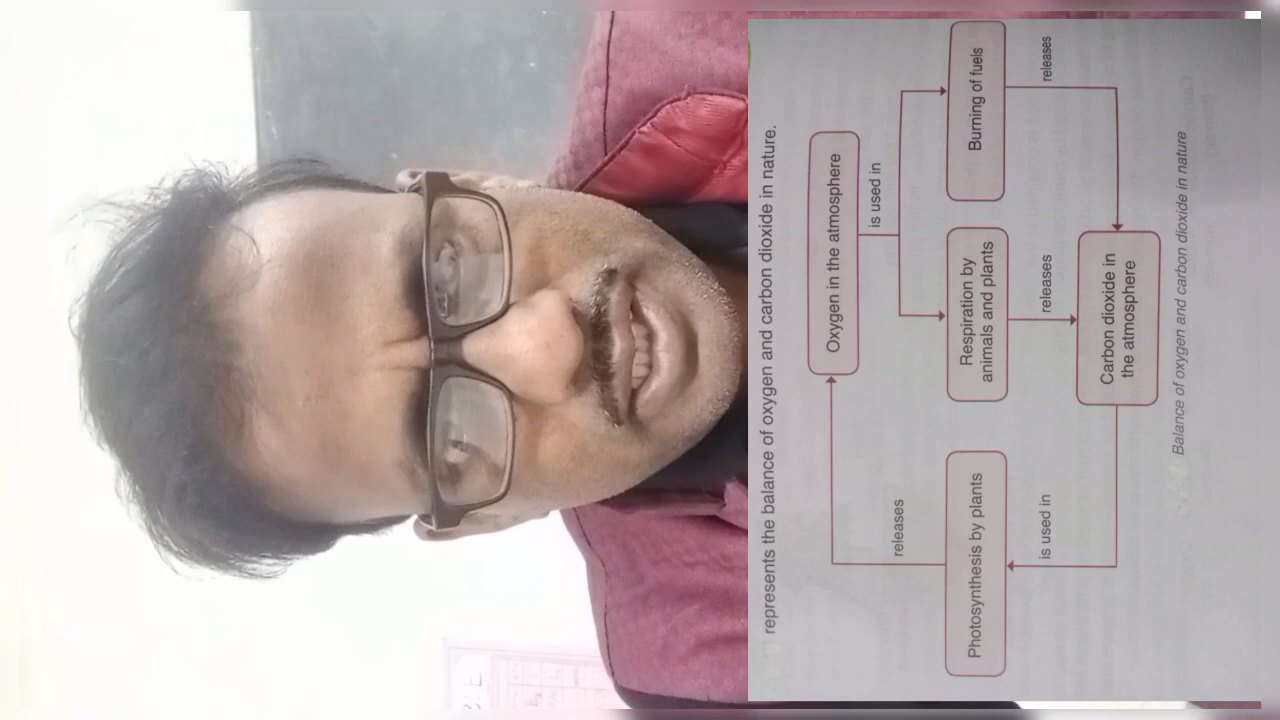 represents the balance of oxygen and carbon dioxide in nature.
Oxygen in the atmosphere
is used in
releases
Photosynthesis by plants
Respiration by
animals and plants
Burning of fuels
is used in
releases
releases
Carbon dioxide in
the atmosphere
Balance of oxygen and carbon dioxide in nature